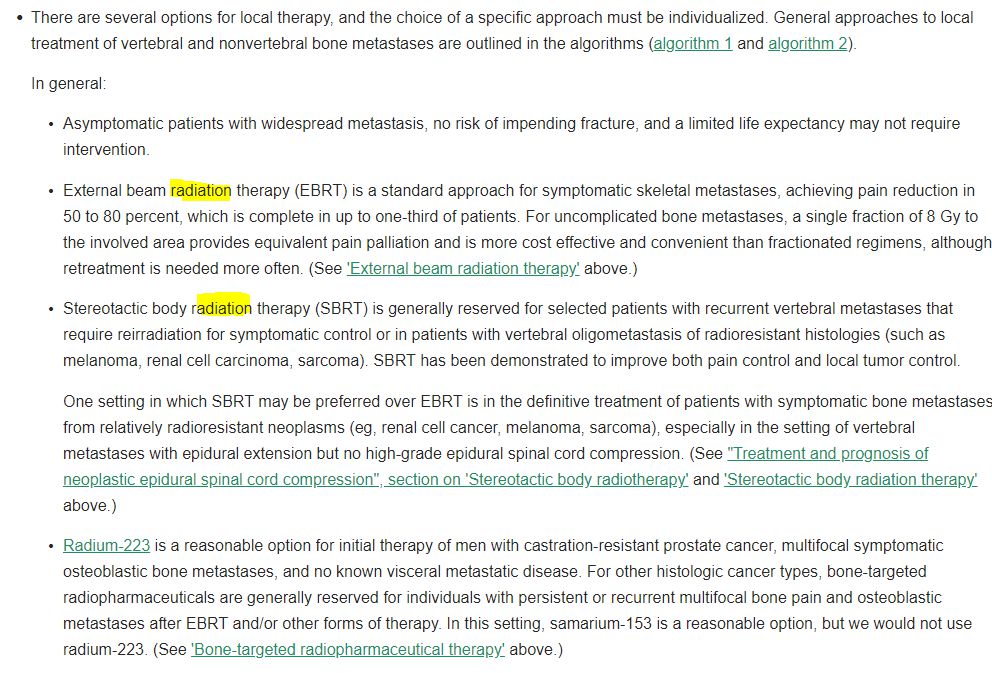 • There are several options for local therapy, and the choice of a specific approach must be individualized. General approaches to local
treatment of vertebral and nonvertebral bone metastases are outlined in the algorithms (algorithm 1 and algorithm 2).
In general:
• Asymptomatic patients with widespread metastasis, no risk of impending fracture, and a limited life expectancy may not require
intervention.
• External beam radiation therapy (EBRT) is a standard approach for symptomatic skeletal metastases, achieving pain reduction in
50 to 80 percent, which is complete in up to one-third of patients. For uncomplicated bone metastases, a single fraction of 8 Gy to
the involved area provides equivalent pain palliation and is more cost effective and convenient than fractionated regimens, although
retreatment is needed more often. (See 'External beam radiation therapy' above.)
• Stereotactic body radiation therapy (SBRT) is generally reserved for selected patients with recurrent vertebral metastases that
require reirradiation for symptomatic control or in patients with vertebral oligometastasis of radioresistant histologies (such as
melanoma, renal cell carcinoma, sarcoma). SBRT has been demonstrated to improve both pain control and local tumor control.
One setting in which SBRT may be preferred over EBRT is in the definitive treatment of patients with symptomatic bone metastases
from relatively radioresistant neoplasms (eg, renal cell cancer, melanoma, sarcoma), especially in the setting of vertebral
metastases with epidural extension but no high-grade epidural spinal cord compression. (See "Treatment and prognosis of
neoplastic epidural spinal cord compression", section on 'Stereotactic body radiotherapy' and 'Stereotactic body radiation therapy'
above.)
• Radium-223 is a reasonable option for initial therapy of men with castration-resistant prostate cancer, multifocal symptomatic
osteoblastic bone metastases, and no known visceral metastatic disease. For other histologic cancer types, bone-targeted
radiopharmaceuticals are generally reserved for individuals with persistent or recurrent multifocal bone pain and osteoblastic
metastases after EBRT and/or other forms of therapy. In this setting, samarium-153 is a reasonable option, but we would not use
radium-223. (See 'Bone-targeted radiopharmaceutical therapy' above.)